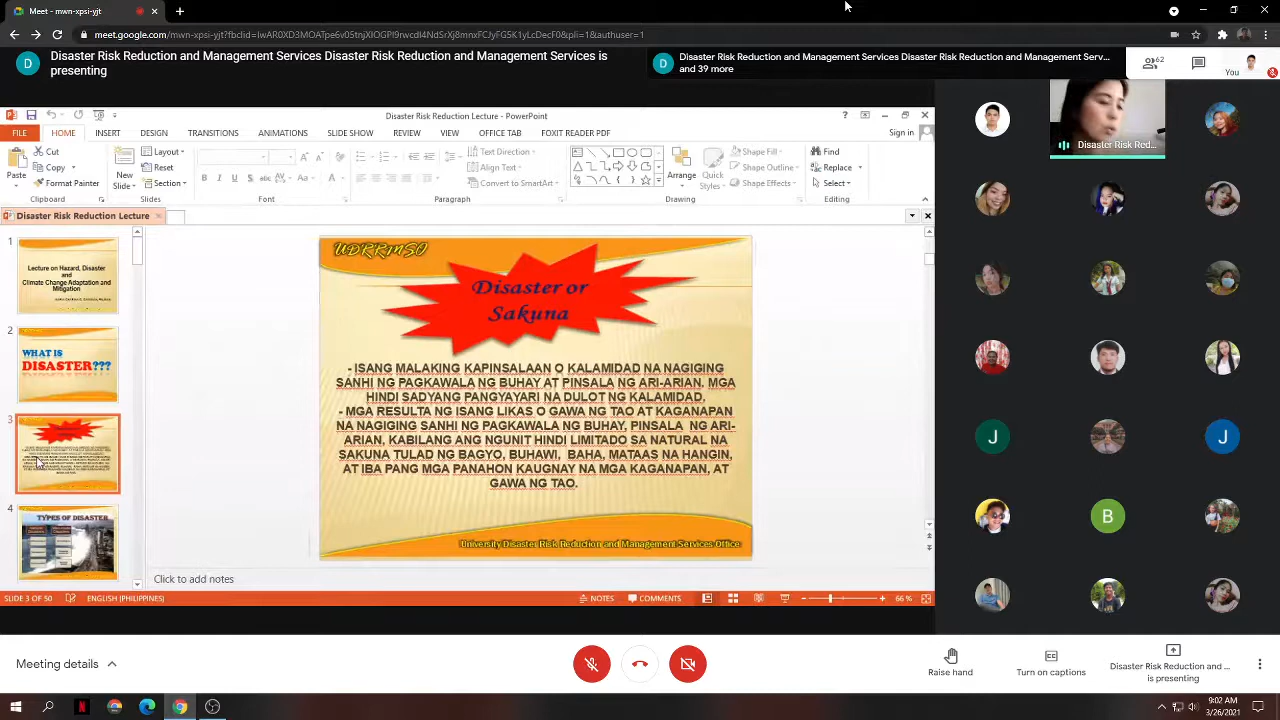 Meet - mwn-xpsi-yjt
meet.google.com/mwn-xpsi-yjt?fbclid=IwAR0XD3MOATpe6v05tnjXIOGPI9rwcdI4NdSrXj8mnxFCJyFG5K1yLcDecF0&pli=1&authuser=1
D
Disaster Risk Reduction and Management Services Disaster Risk Reduction and Management Services is
presenting
D
Disaster Risk Reduction and Management Services Disaster Risk Reduction and Management Serv...
and 39 more
62
You
Disaster Risk Reduction Lecture - PowerPoint
FILE HOME INSERT DESIGN TRANSITIONS ANIMATIONS SLIDE SHOW REVIEW VIEW OFFICE TAB FOXIT READER PDF Sign in
Paste
Cut
Copy
Format Painter
Clipboard
New
Slide
Layout
Reset
Section
Slides
Font
Text Direction
Align Text
Convert to SmartArt
Paragraph
Arrange
Quick
Styles
Shape Fill
Shape Outline
Shape Effects
Drawing
Find
Replace
Select
Editing
Disaster Risk Reduction Lecture
1
Lecture on Hazard, Disaster
and
Climate Change Adaptation and
Mitigation
2
WHAT IS
DISASTER???
3
4
TYPES OF DISASTER
UDRRMSO
Disaster or
Sakuna
- ISANG MALAKING KAPINSALAAN O KALAMIDAD NA NAGIGING
SANHI NG PAGKAWALA NG BUHAY AT PINSALA NG ARI-ARIAN, MGA
HINDI SADYANG PANGYAYARI NA DULOT NG KALAMIDAD.
- MGA RESULTA NG ISANG LIKAS O GAWA NG TAO AT KAGANAPAN
NA NAGIGING SANHI NG PAGKAWALA NG BUHAY, PINSALA NG ARI-
ARIAN, KABILANG ANG NGUNIT HINDI LIMITADO SA NATURAL NA
SAKUNA TULAD NG BAGYO, BUHAWI, BAHA, MATAAS NA HANGIN,
AT IBA PANG MGA PANAHON KAUGNAY NA MGA KAGANAPAN, AT
GAWA NG TAO.
University Disaster Risk Reduction and Management Services Office
Click to add notes
SLIDE 3 OF 50 ENGLISH (PHILIPPINES) NOTES COMMENTS 66 %
Disaster Risk Red...
J
J
B
Meeting details
Raise hand
Turn on captions
Disaster Risk Reduction and ...
is presenting
9:02 AM
3/26/2021